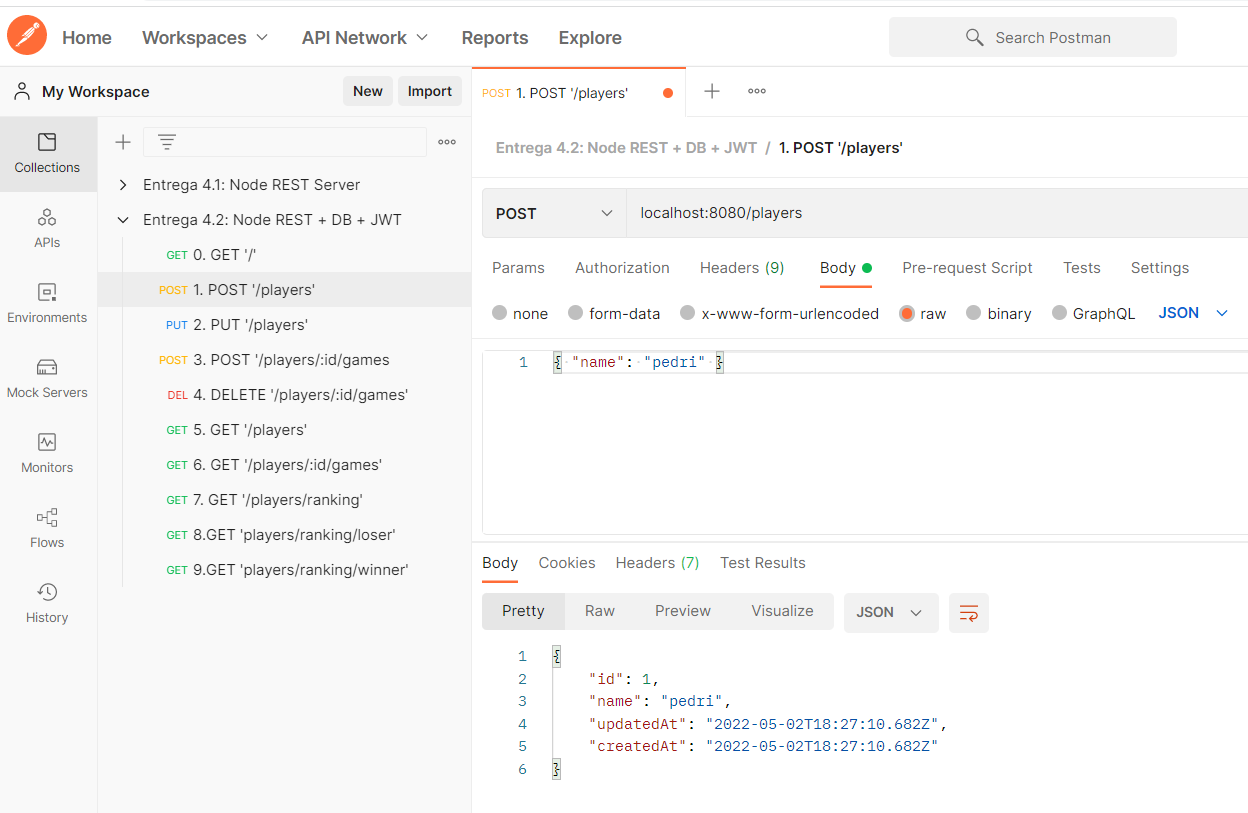 Home Workspaces API Network Reports Explore Search Postman
My Workspace New Import
POST 1. POST '/players'
Collections
APIs
Environments
Mock Servers
Monitors
Flows
History
Entrega 4.1: Node REST Server
Entrega 4.2: Node REST + DB + JWT
GET 0. GET '/'
POST 1. POST '/players'
PUT 2. PUT '/players'
POST 3. POST '/players/:id/games
DEL 4. DELETE '/players/:id/games'
GET 5. GET '/players'
GET 6. GET '/players/:id/games'
GET 7. GET '/players/ranking'
GET 8.GET 'players/ranking/loser'
GET 9.GET 'players/ranking/winner'
Entrega 4.2: Node REST + DB + JWT / 1. POST '/players'
POST localhost:8080/players
Params Authorization Headers (9) Body Pre-request Script Tests Settings
none form-data x-www-form-urlencoded raw binary GraphQL JSON
1 { "name": "pedri" }
Body Cookies Headers (7) Test Results
Pretty Raw Preview Visualize JSON
1 {
2 "id": 1,
3 "name": "pedri",
4 "updatedAt": "2022-05-02T18:27:10.682Z",
5 "createdAt": "2022-05-02T18:27:10.682Z"
6 }